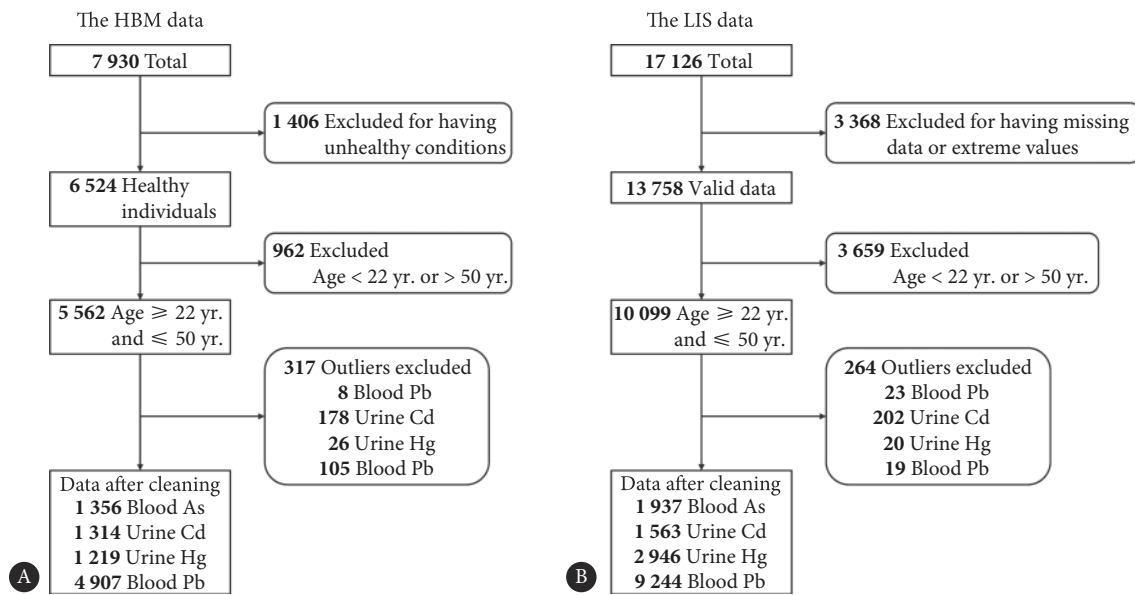 The HBM data
7 930 Total
1 406 Excluded for having
unhealthy conditions
6 524 Healthy
individuals
962 Excluded
Age < 22 yr. or > 50 yr.
5 562 Age ⩾ 22 yr.
and ⩽ 50 yr.
317 Outliers excluded
8 Blood Pb
178 Urine Cd
26 Urine Hg
105 Blood Pb
Data after cleaning
1 356 Blood As
1 314 Urine Cd
1 219 Urine Hg
4 907 Blood Pb
A
The LIS data
17 126 Total
3 368 Excluded for having missing
data or extreme values
13 758 Valid data
3 659 Excluded
Age < 22 yr. or > 50 yr.
10 099 Age ⩾ 22 yr.
and ⩽ 50 yr.
264 Outliers excluded
23 Blood Pb
202 Urine Cd
20 Urine Hg
19 Blood Pb
Data after cleaning
1 937 Blood As
1 563 Urine Cd
2 946 Urine Hg
9 244 Blood Pb
B